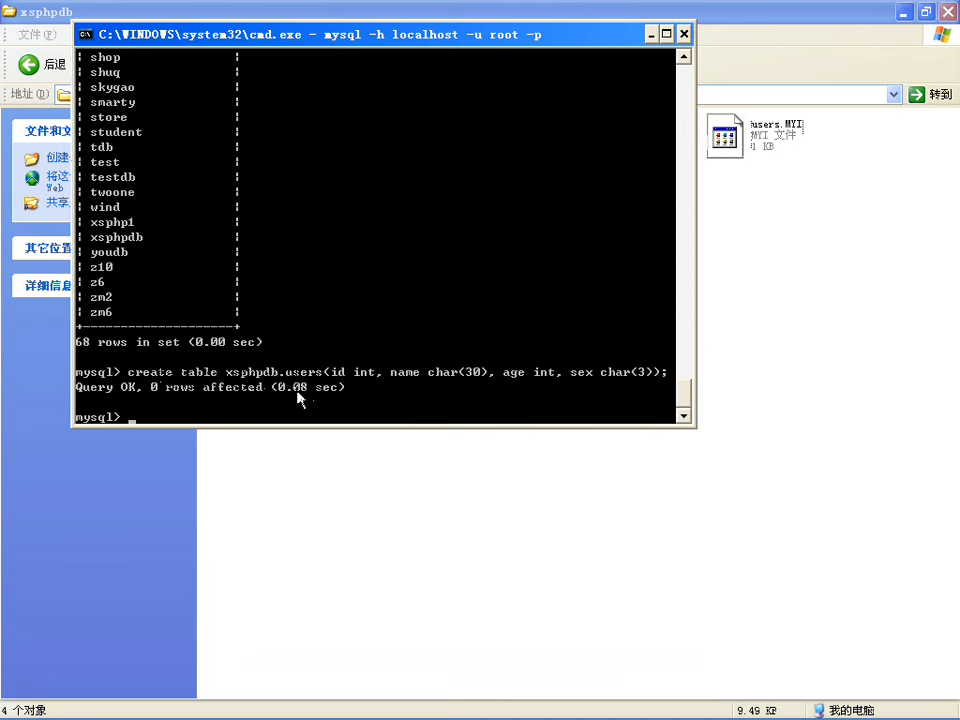 xsphpdb
文件(F)
C:\WINDOWS\system32\cmd.exe - mysql -h localhost -u root -p
后退
地址(D)
转到
文件和文
创建
将这
Web
共享
其它位置
详细信息
| shop |
| shuq |
| skygao |
| smarty |
| store |
| student |
| tdb |
| test |
| testdb |
| twoone |
| wind |
| xsphp1 |
| xsphpdb |
| youdb |
| z10 |
| z6 |
| zm2 |
| zm6 |
+--------------------+
68 rows in set (0.00 sec)
mysql> create table xsphpdb.users(id int, name char(30), age int, sex char(3));
Query OK, 0 rows affected (0.08 sec)
mysql> _
users.MYI
MYI 文件
1 KB
4 个对象
9.49 KB
我的电脑